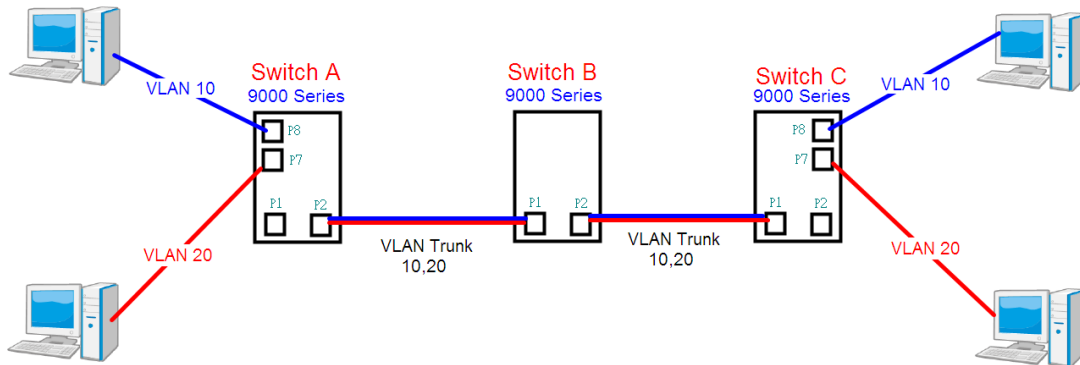 Switch A
9000 Series
Switch B
9000 Series
Switch C
9000 Series
VLAN 10
VLAN 10
P8
P7
P1
P2
P1
P2
P8
P7
P1
P2
VLAN Trunk
10,20
VLAN Trunk
10,20
VLAN 20
VLAN 20